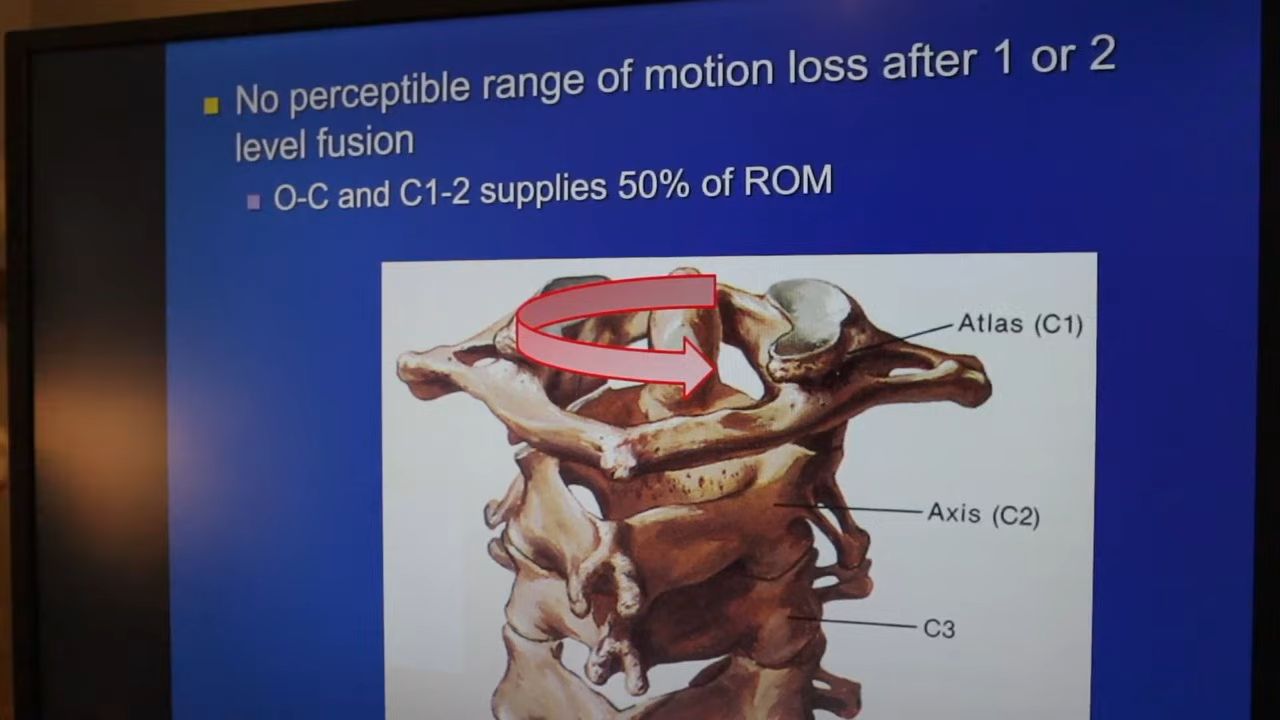 No perceptible range of motion loss after 1 or 2
level fusion
O-C and C1-2 supplies 50% of ROM
Atlas (C1)
Axis (C2)
C3